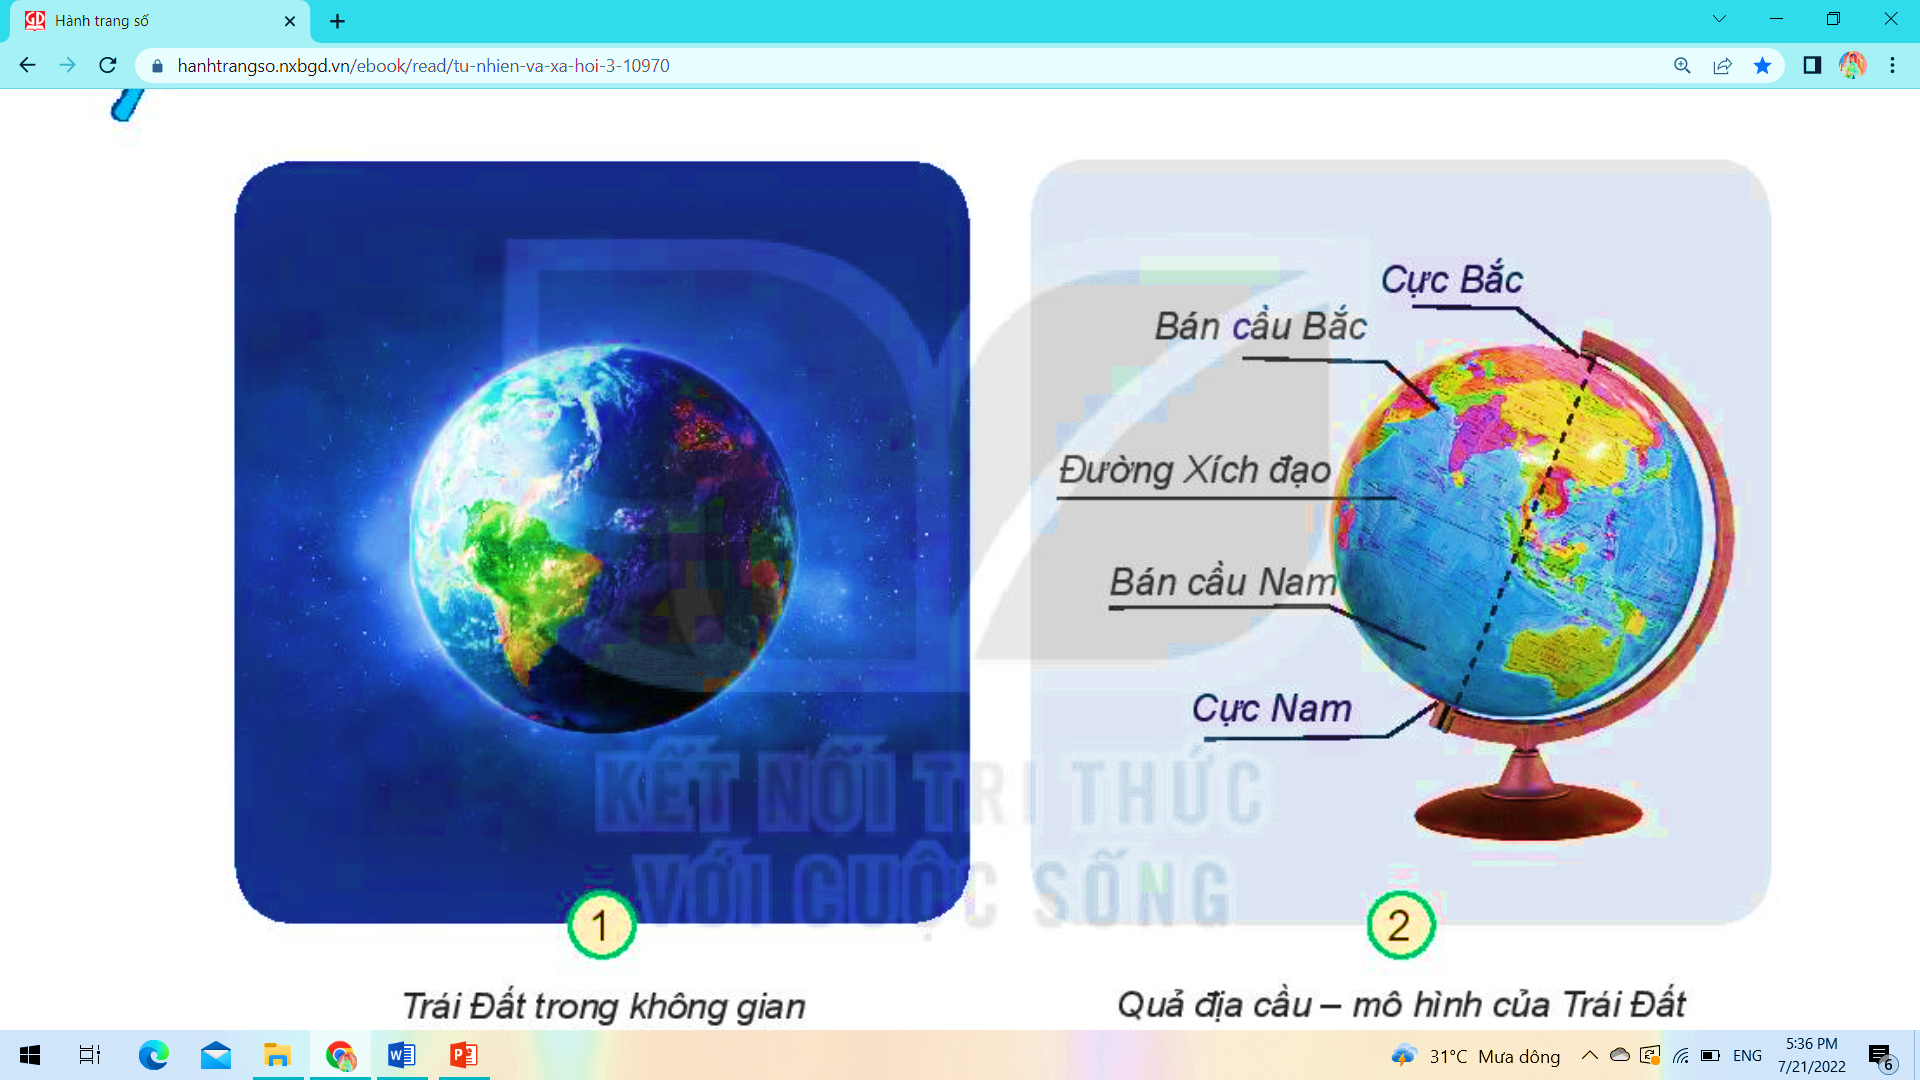 Hành trang số
hanhtrangso.nxbgd.vn/ebook/read/tu-nhien-va-xa-hoi-3-10970
Cực Bắc
Bán cầu Bắc
Đường Xích đạo
Bán cầu Nam
Cực Nam
KẾT NỐI TRI THỨC
VỚI CUỘC SỐNG
1
2
Trái Đất trong không gian
Quả địa cầu – mô hình của Trái Đất
31°C Mưa dông
ENG
5:36 PM
7/21/2022
6